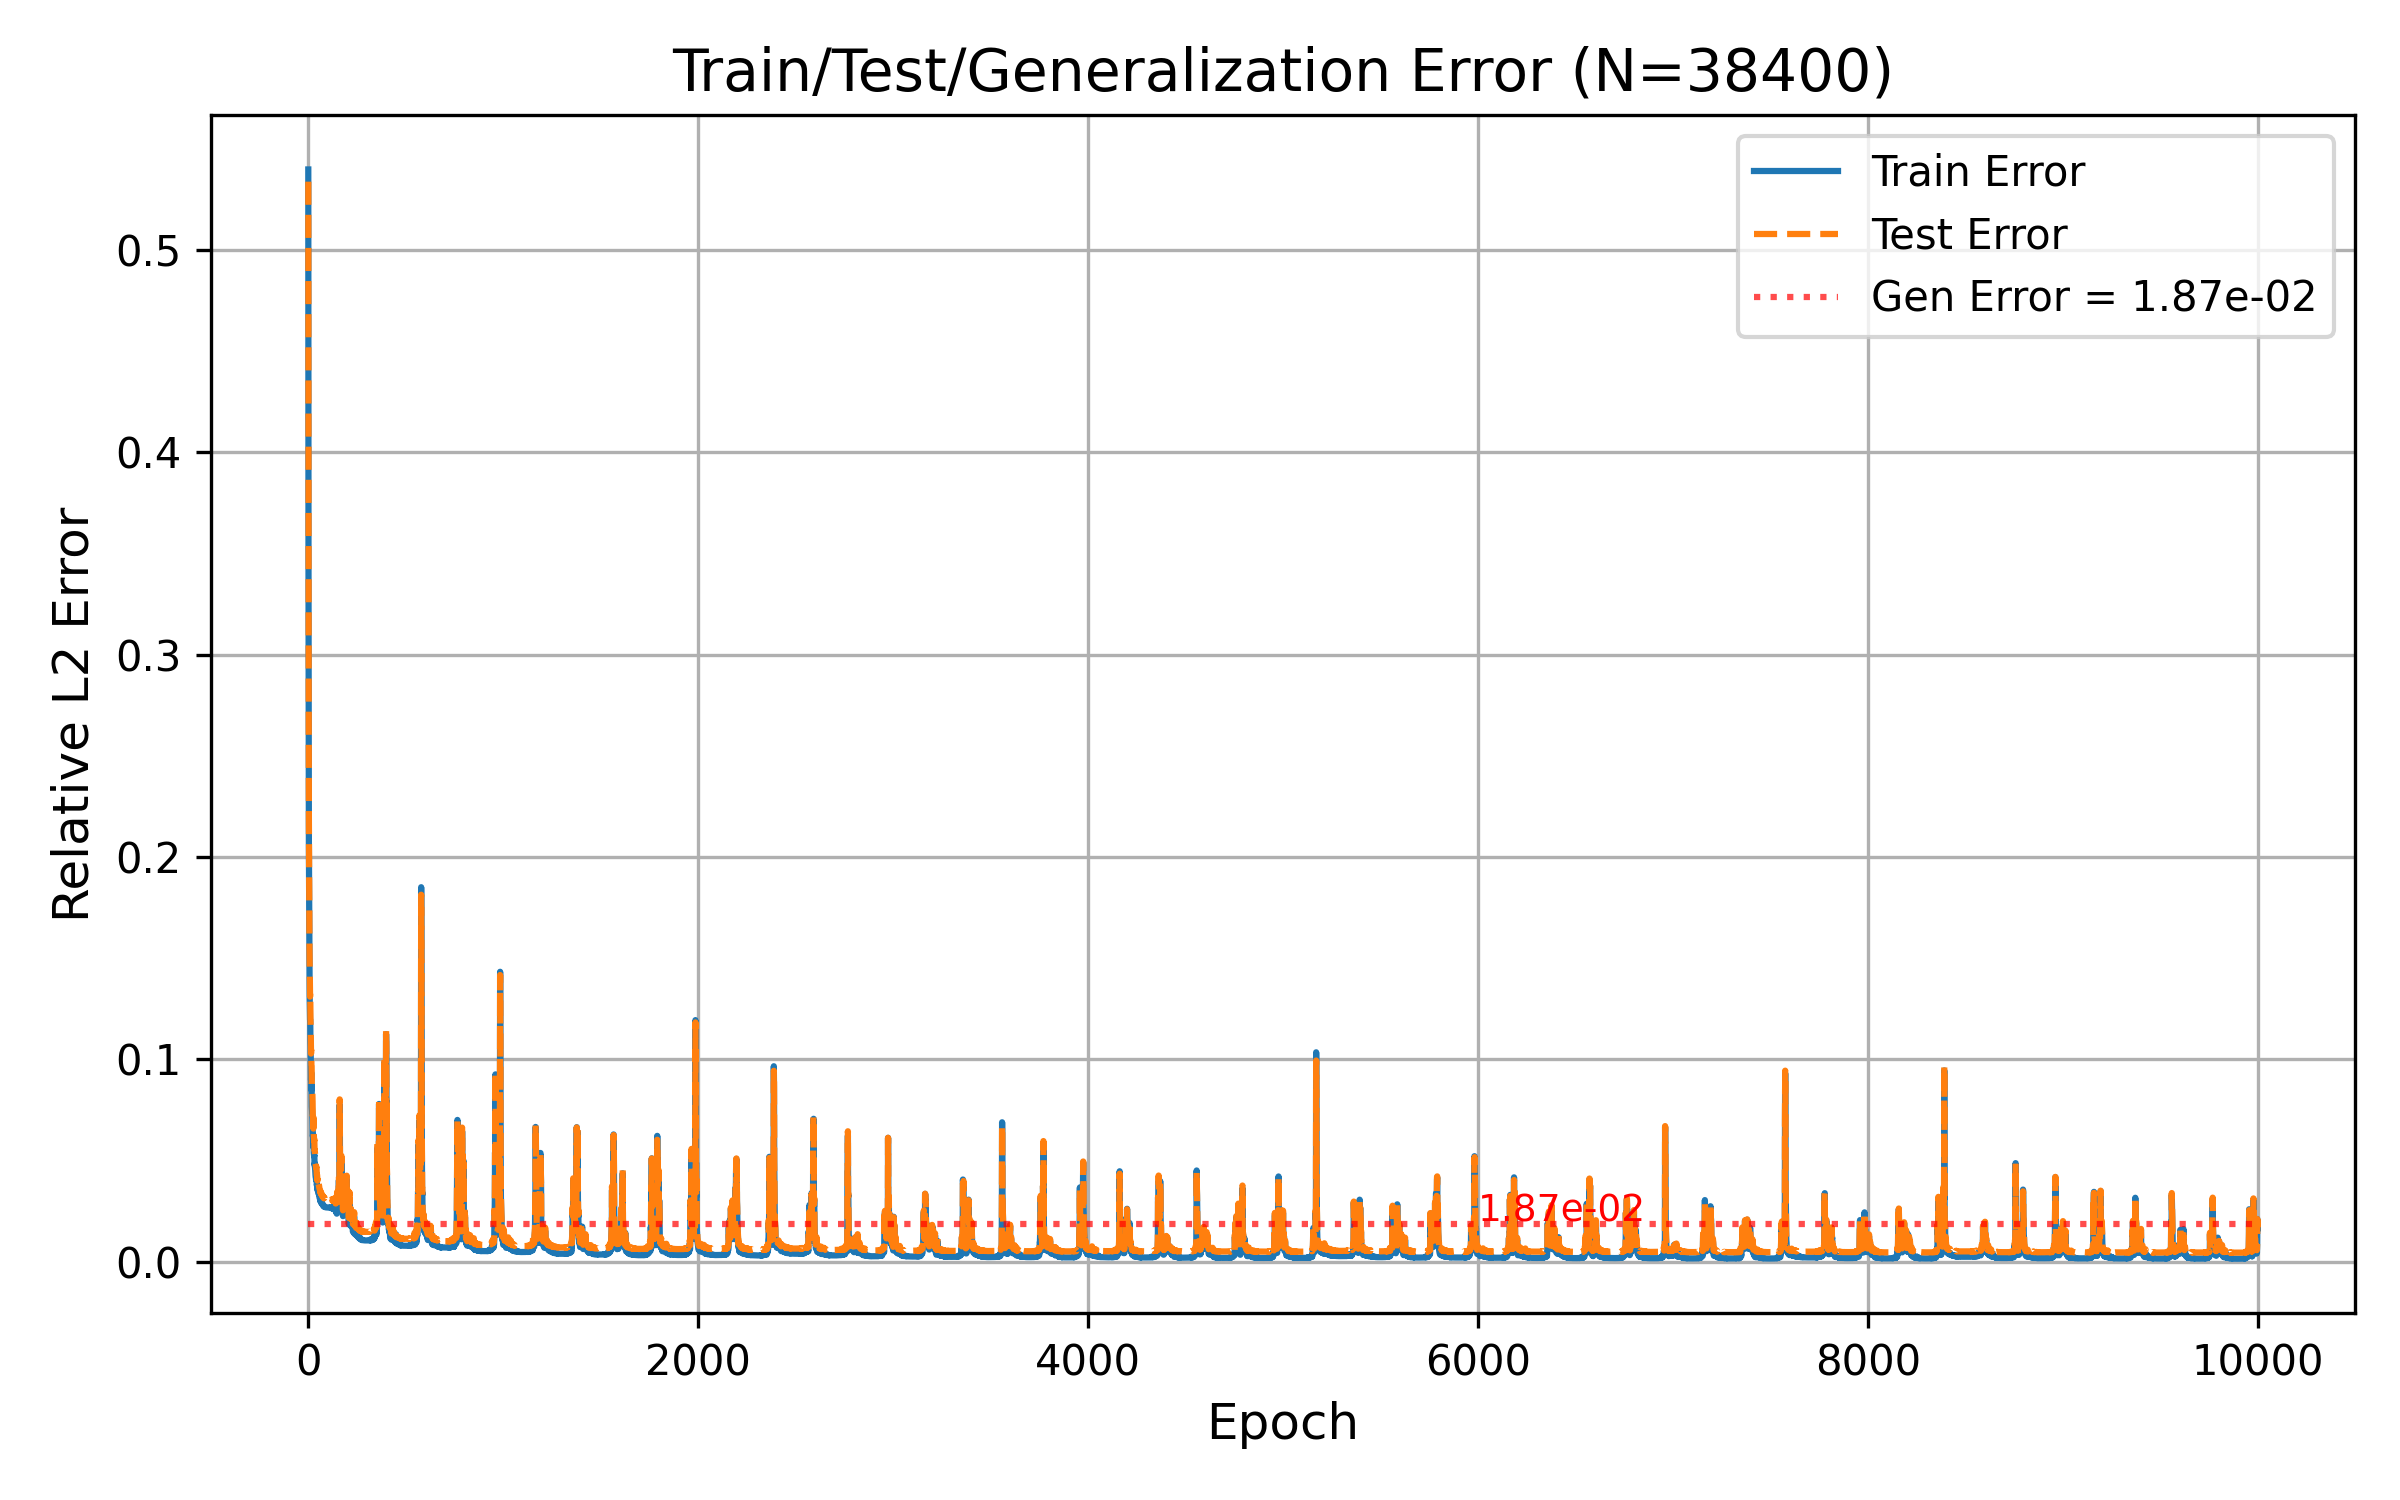 Train/Test/Generalization Error (N=38400)
Train Error
Test Error
Gen Error = 1.87e-02
Relative L2 Error
0.5
0.4
0.3
0.2
0.1
0.0
1.87e-02
0
2000
4000
6000
8000
10000
Epoch